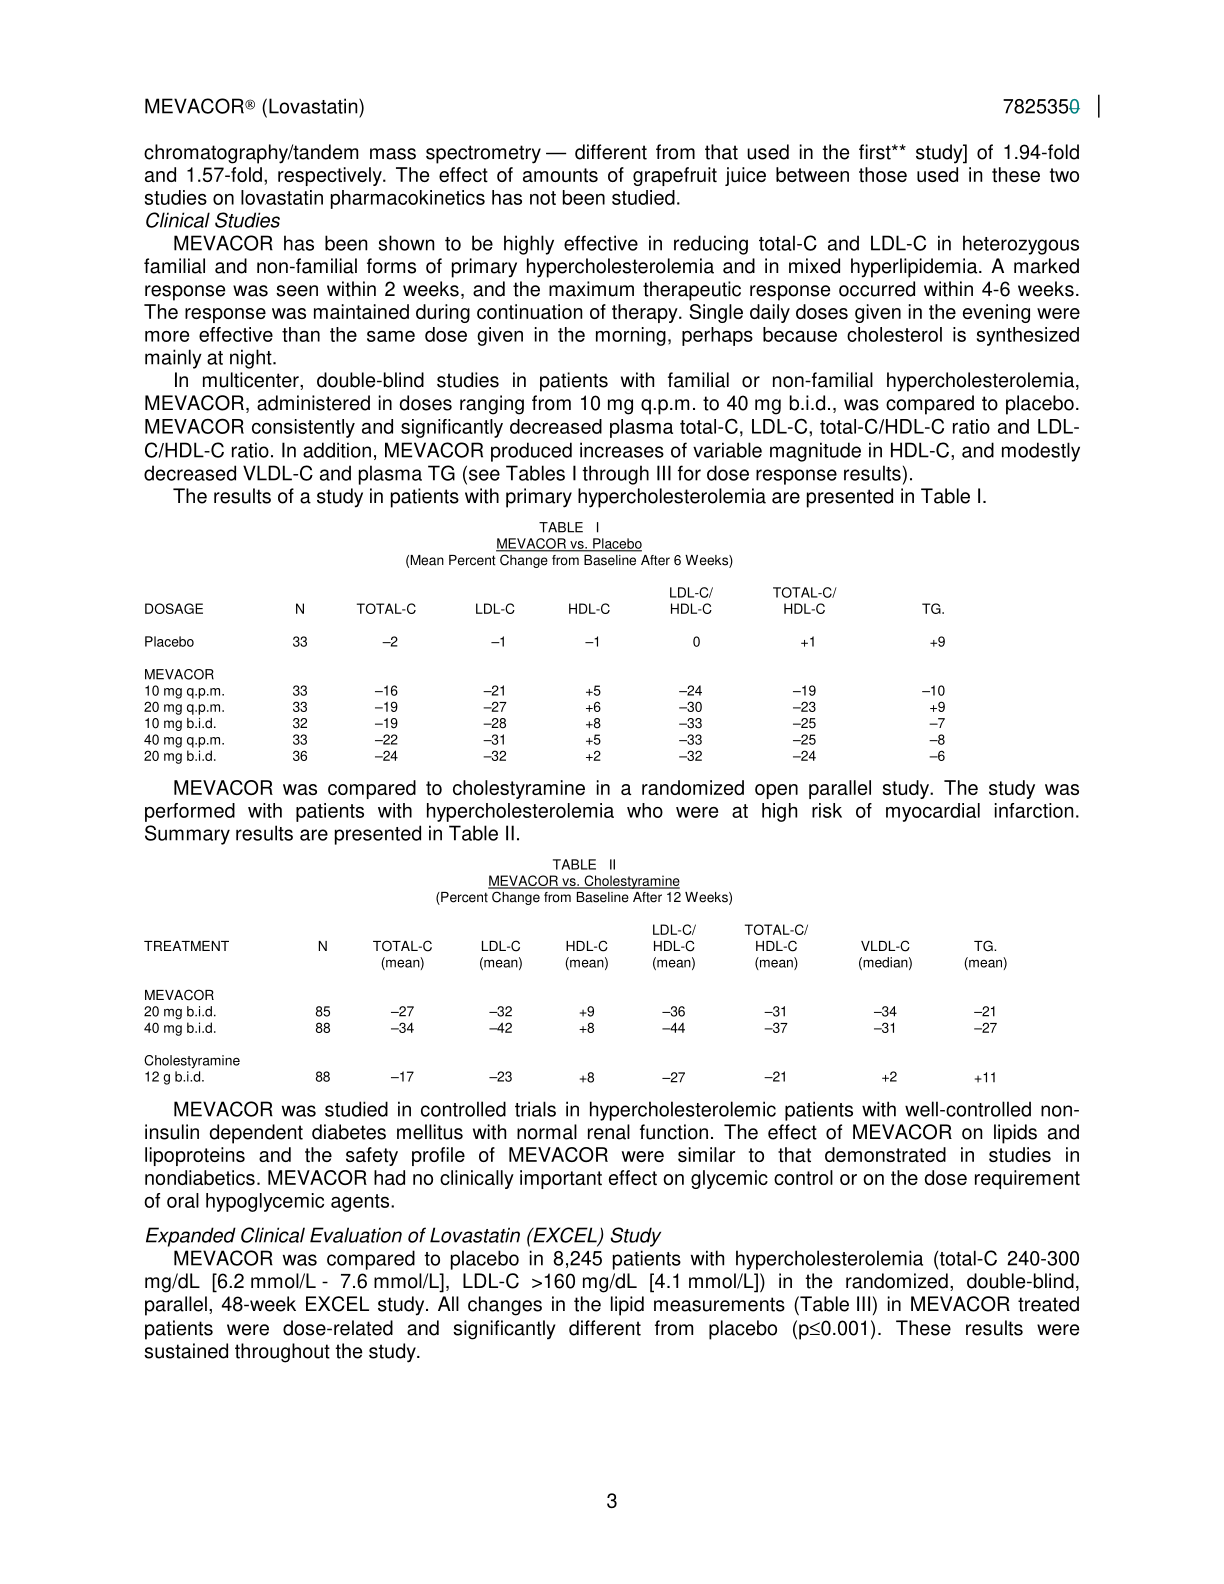 MEVACOR® (Lovastatin) 7825350
chromatography/tandem mass spectrometry — different from that used in the first** study] of 1.94-fold
and 1.57-fold, respectively. The effect of amounts of grapefruit juice between those used in these two
studies on lovastatin pharmacokinetics has not been studied.
Clinical Studies
MEVACOR has been shown to be highly effective in reducing total-C and LDL-C in heterozygous
familial and non-familial forms of primary hypercholesterolemia and in mixed hyperlipidemia. A marked
response was seen within 2 weeks, and the maximum therapeutic response occurred within 4-6 weeks.
The response was maintained during continuation of therapy. Single daily doses given in the evening were
more effective than the same dose given in the morning, perhaps because cholesterol is synthesized
mainly at night.
In multicenter, double-blind studies in patients with familial or non-familial hypercholesterolemia,
MEVACOR, administered in doses ranging from 10 mg q.p.m. to 40 mg b.i.d., was compared to placebo.
MEVACOR consistently and significantly decreased plasma total-C, LDL-C, total-C/HDL-C ratio and LDL-
C/HDL-C ratio. In addition, MEVACOR produced increases of variable magnitude in HDL-C, and modestly
decreased VLDL-C and plasma TG (see Tables I through III for dose response results).
The results of a study in patients with primary hypercholesterolemia are presented in Table I.
TABLE I
MEVACOR vs. Placebo
(Mean Percent Change from Baseline After 6 Weeks)
LDL-C/ TOTAL-C/
DOSAGE N TOTAL-C LDL-C HDL-C HDL-C HDL-C TG.
Placebo 33 –2 –1 –1 0 +1 +9
MEVACOR
10 mg q.p.m. 33 –16 –21 +5 –24 –19 –10
20 mg q.p.m. 33 –19 –27 +6 –30 –23 +9
10 mg b.i.d. 32 –19 –28 +8 –33 –25 –7
40 mg q.p.m. 33 –22 –31 +5 –33 –25 –8
20 mg b.i.d. 36 –24 –32 +2 –32 –24 –6
MEVACOR was compared to cholestyramine in a randomized open parallel study. The study was
performed with patients with hypercholesterolemia who were at high risk of myocardial infarction.
Summary results are presented in Table II.
TABLE II
MEVACOR vs. Cholestyramine
(Percent Change from Baseline After 12 Weeks)
LDL-C/ TOTAL-C/
TREATMENT N TOTAL-C LDL-C HDL-C HDL-C HDL-C VLDL-C TG.
(mean) (mean) (mean) (mean) (mean) (median) (mean)
MEVACOR
20 mg b.i.d. 85 –27 –32 +9 –36 –31 –34 –21
40 mg b.i.d. 88 –34 –42 +8 –44 –37 –31 –27
Cholestyramine
12 g b.i.d. 88 –17 –23 +8 –27 –21 +2 +11
MEVACOR was studied in controlled trials in hypercholesterolemic patients with well-controlled non-
insulin dependent diabetes mellitus with normal renal function. The effect of MEVACOR on lipids and
lipoproteins and the safety profile of MEVACOR were similar to that demonstrated in studies in
nondiabetics. MEVACOR had no clinically important effect on glycemic control or on the dose requirement
of oral hypoglycemic agents.
Expanded Clinical Evaluation of Lovastatin (EXCEL) Study
MEVACOR was compared to placebo in 8,245 patients with hypercholesterolemia (total-C 240-300
mg/dL [6.2 mmol/L - 7.6 mmol/L], LDL-C >160 mg/dL [4.1 mmol/L]) in the randomized, double-blind,
parallel, 48-week EXCEL study. All changes in the lipid measurements (Table III) in MEVACOR treated
patients were dose-related and significantly different from placebo (p≤0.001). These results were
sustained throughout the study.
3